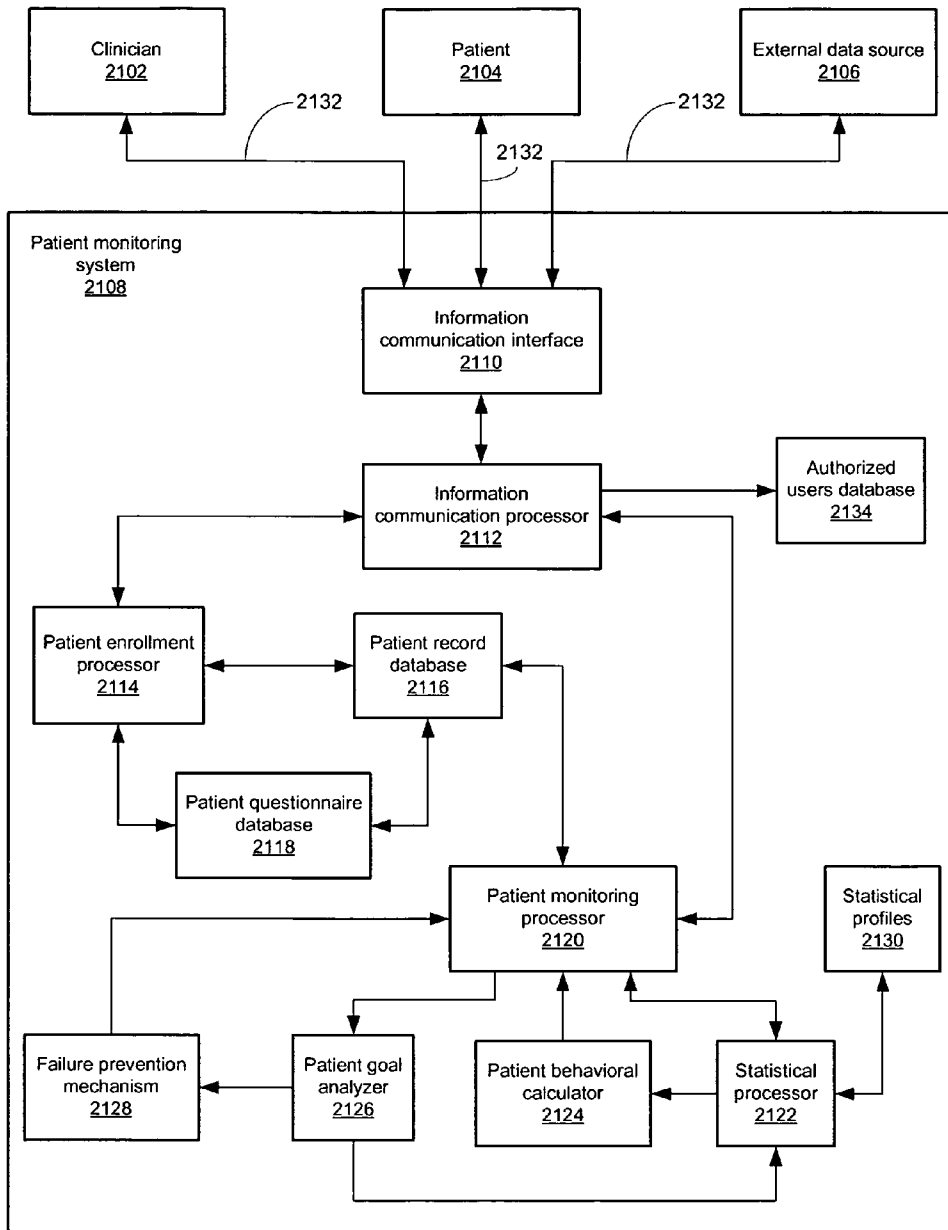 Clinician
2102
Patient
2104
External data source
2106
2132
2132
2132
Patient monitoring
system
2108
Information
communication interface
2110
Information
communication processor
2112
Authorized
users database
2134
Patient enrollment
processor
2114
Patient record
database
2116
Patient questionnaire
database
2118
Patient monitoring
processor
2120
Statistical
profiles
2130
Failure prevention
mechanism
2128
Patient goal
analyzer
2126
Patient behavioral
calculator
2124
Statistical
processor
2122